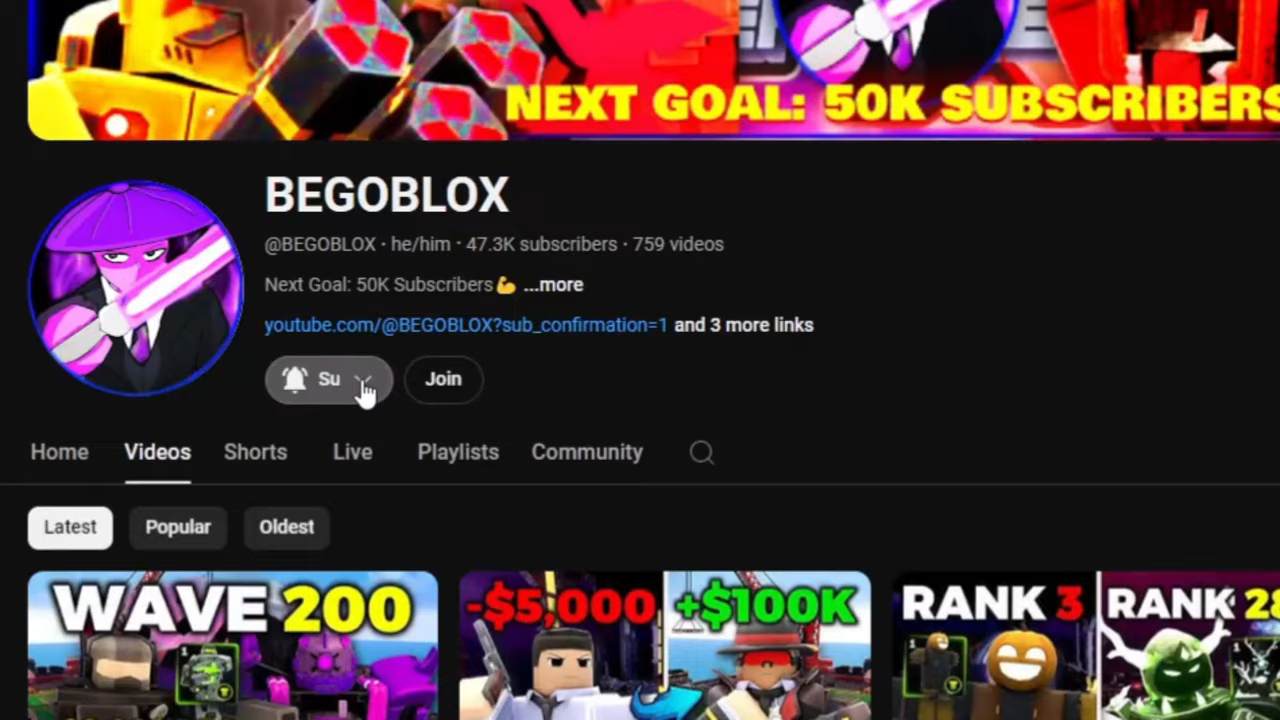 NEXT GOAL: 50K SUBSCRIBERS
BEGOBLOX
@BEGOBLOX · he/him · 47.3K subscribers · 759 videos
Next Goal: 50K Subscribers💪 ...more
youtube.com/@BEGOBLOX?sub_confirmation=1 and 3 more links
Su Join
Home Videos Shorts Live Playlists Community
Latest Popular Oldest
WAVE 200 -$5,000 +$100K RANK 3 RANK 28